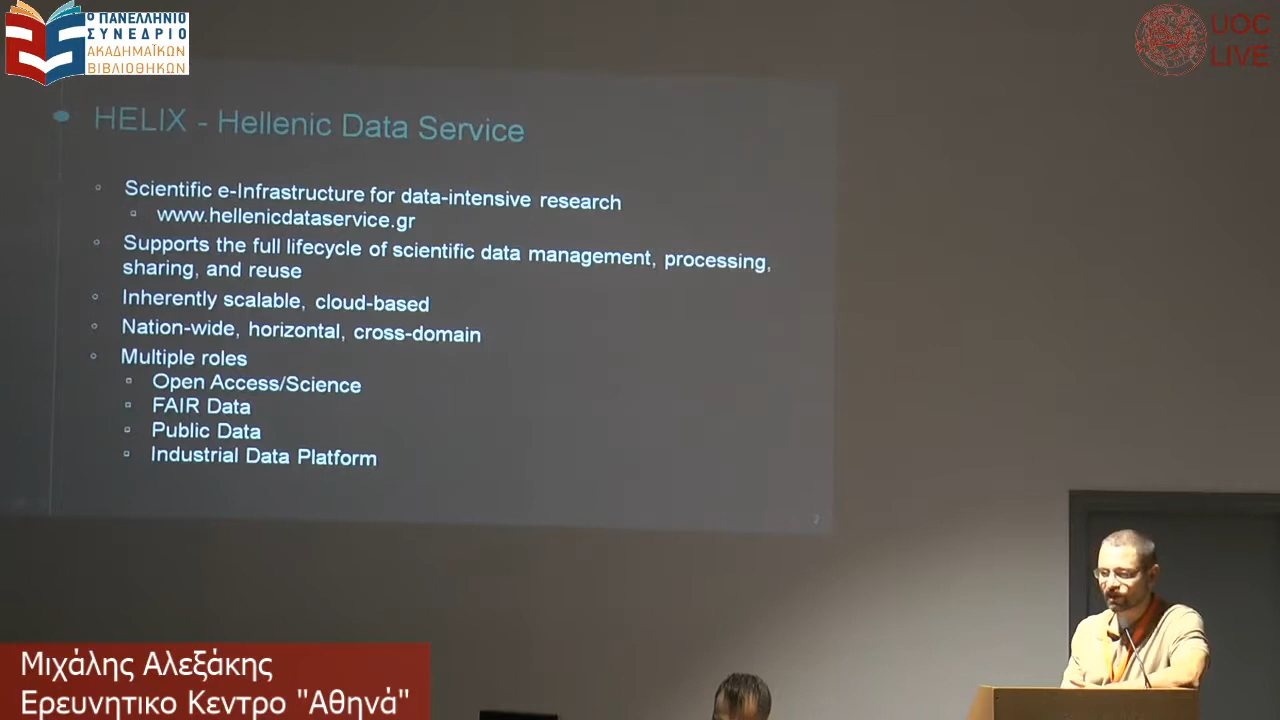 25
ο ΠΑΝΕΛΛΗΝΙΟ
ΣΥΝΕΔΡΙΟ
ΑΚΑΔΗΜΑΪΚΩΝ
ΒΙΒΛΙΟΘΗΚΩΝ
UOC
LIVE
HELIX - Hellenic Data Service
Scientific e-Infrastructure for data-intensive research
www.hellenicdataservice.gr
Supports the full lifecycle of scientific data management, processing,
sharing, and reuse
Inherently scalable, cloud-based
Nation-wide, horizontal, cross-domain
Multiple roles
Open Access/Science
FAIR Data
Public Data
Industrial Data Platform
Μιχάλης Αλεξάκης
Ερευνητικο Κεντρο "Αθηνά"